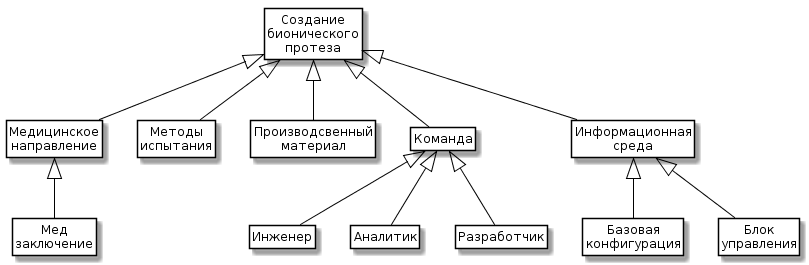 Создание
бионического
протеза
Медицинское
направление
Методы
испытания
Производсвенный
материал
Команда
Информационная
среда
Мед
заключение
Инженер
Аналитик
Разработчик
Базовая
конфигурация
Блок
управления